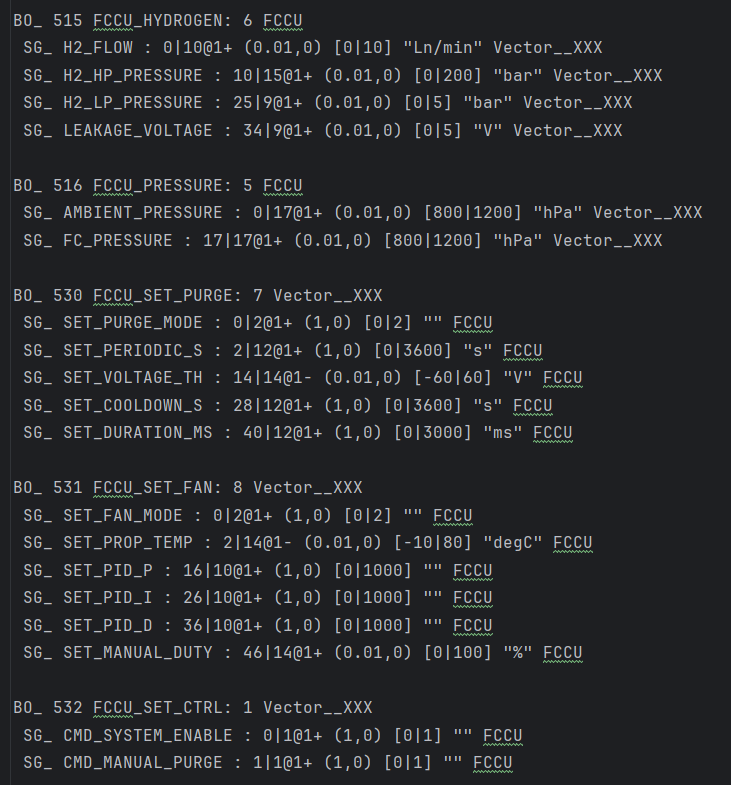 BO_ 515 FCCU_HYDROGEN: 6 FCCU
SG_ H2_FLOW : 0|10@1+ (0.01,0) [0|10] "Ln/min" Vector__XXX
SG_ H2_HP_PRESSURE : 10|15@1+ (0.01,0) [0|200] "bar" Vector__XXX
SG_ H2_LP_PRESSURE : 25|9@1+ (0.01,0) [0|5] "bar" Vector__XXX
SG_ LEAKAGE_VOLTAGE : 34|9@1+ (0.01,0) [0|5] "V" Vector__XXX
BO_ 516 FCCU_PRESSURE: 5 FCCU
SG_ AMBIENT_PRESSURE : 0|17@1+ (0.01,0) [800|1200] "hPa" Vector__XXX
SG_ FC_PRESSURE : 17|17@1+ (0.01,0) [800|1200] "hPa" Vector__XXX
BO_ 530 FCCU_SET_PURGE: 7 Vector__XXX
SG_ SET_PURGE_MODE : 0|2@1+ (1,0) [0|2] "" FCCU
SG_ SET_PERIODIC_S : 2|12@1+ (1,0) [0|3600] "s" FCCU
SG_ SET_VOLTAGE_TH : 14|14@1- (0.01,0) [-60|60] "V" FCCU
SG_ SET_COOLDOWN_S : 28|12@1+ (1,0) [0|3600] "s" FCCU
SG_ SET_DURATION_MS : 40|12@1+ (1,0) [0|3000] "ms" FCCU
BO_ 531 FCCU_SET_FAN: 8 Vector__XXX
SG_ SET_FAN_MODE : 0|2@1+ (1,0) [0|2] "" FCCU
SG_ SET_PROP_TEMP : 2|14@1- (0.01,0) [-10|80] "degC" FCCU
SG_ SET_PID_P : 16|10@1+ (1,0) [0|1000] "" FCCU
SG_ SET_PID_I : 26|10@1+ (1,0) [0|1000] "" FCCU
SG_ SET_PID_D : 36|10@1+ (1,0) [0|1000] "" FCCU
SG_ SET_MANUAL_DUTY : 46|14@1+ (0.01,0) [0|100] "%" FCCU
BO_ 532 FCCU_SET_CTRL: 1 Vector__XXX
SG_ CMD_SYSTEM_ENABLE : 0|1@1+ (1,0) [0|1] "" FCCU
SG_ CMD_MANUAL_PURGE : 1|1@1+ (1,0) [0|1] "" FCCU